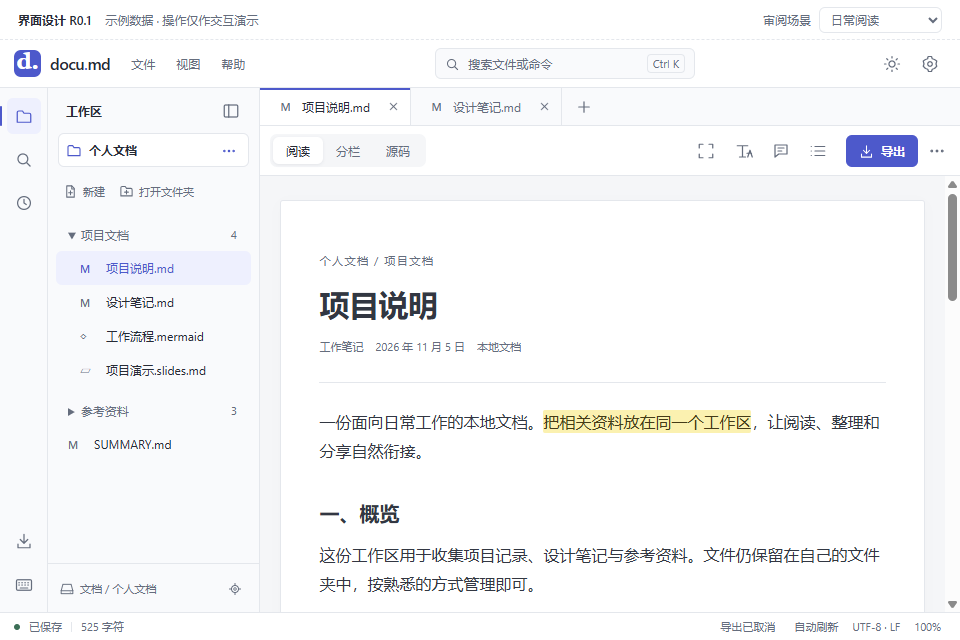 界面设计 R0.1 示例数据 · 操作仅作交互演示 审阅场景 日常阅读
d. docu.md 文件 视图 帮助 搜索文件或命令 Ctrl K
工作区
M 项目说明.md × M 设计笔记.md × +
个人文档 ···
阅读 分栏 源码 导出 ···
新建 打开文件夹
项目文档 4
M 项目说明.md
M 设计笔记.md
工作流程.mermaid
项目演示.slides.md
参考资料 3
M SUMMARY.md
文档 / 个人文档
个人文档 / 项目文档
项目说明
工作笔记 2026 年 11 月 5 日 本地文档
一份面向日常工作的本地文档。把相关资料放在同一个工作区，让阅读、整理和
分享自然衔接。
一、概览
这份工作区用于收集项目记录、设计笔记与参考资料。文件仍保留在自己的文件
夹中，按熟悉的方式管理即可。
已保存 525 字符 导出已取消 自动刷新 UTF-8 · LF 100%